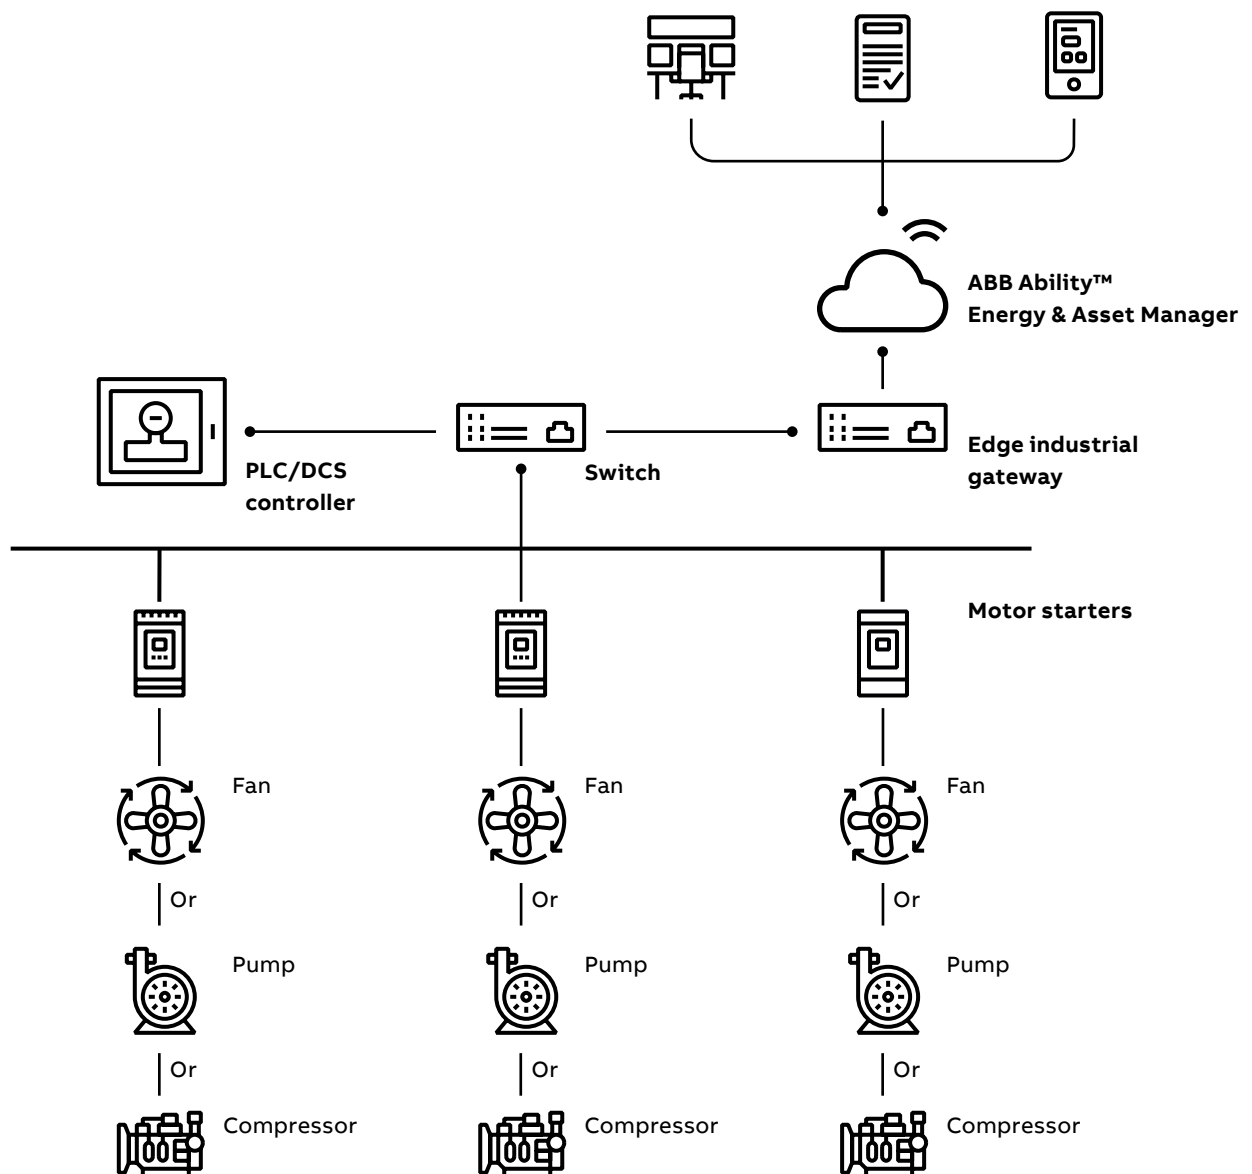 ABB Ability™
Energy & Asset Manager
PLC/DCS
controller
Switch
Edge industrial
gateway
Motor starters
Fan
Fan
Fan
Or
Or
Or
Pump
Pump
Pump
Or
Or
Or
Compressor
Compressor
Compressor